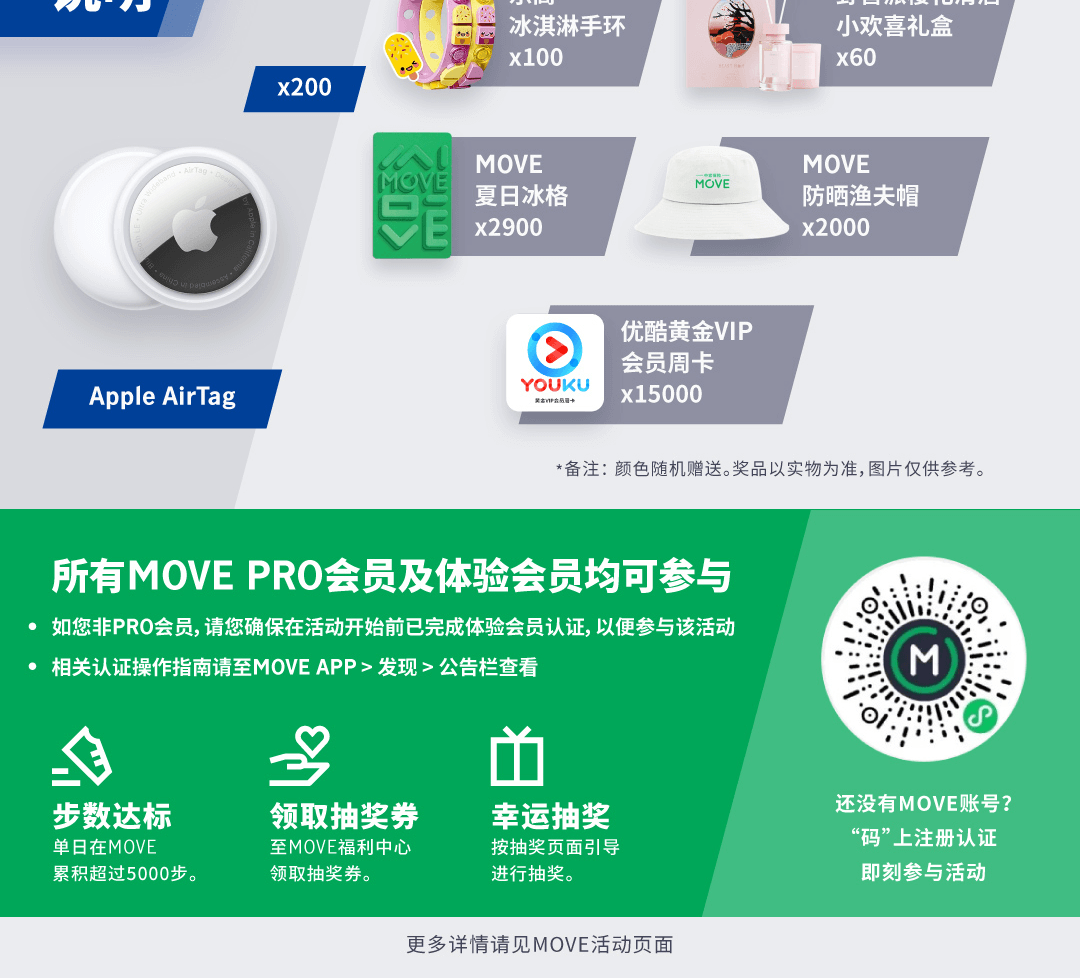 冰淇淋手环
x100
小欢喜礼盒
x60
x200
MOVE
夏日冰格
x2900
MOVE
MOVE
防晒渔夫帽
x2000
Apple AirTag
YOUKU
黄金VIP会员周卡
优酷黄金VIP
会员周卡
x15000
*备注：颜色随机赠送。奖品以实物为准，图片仅供参考。
所有MOVE PRO会员及体验会员均可参与
• 如您非PRO会员，请您确保在活动开始前已完成体验会员认证，以便参与该活动
• 相关认证操作指南请至MOVE APP > 发现 > 公告栏查看
步数达标
单日在MOVE
累积超过5000步。
领取抽奖券
至MOVE福利中心
领取抽奖券。
幸运抽奖
按抽奖页面引导
进行抽奖。
M
还没有MOVE账号？
“码”上注册认证
即刻参与活动
更多详情请见MOVE活动页面